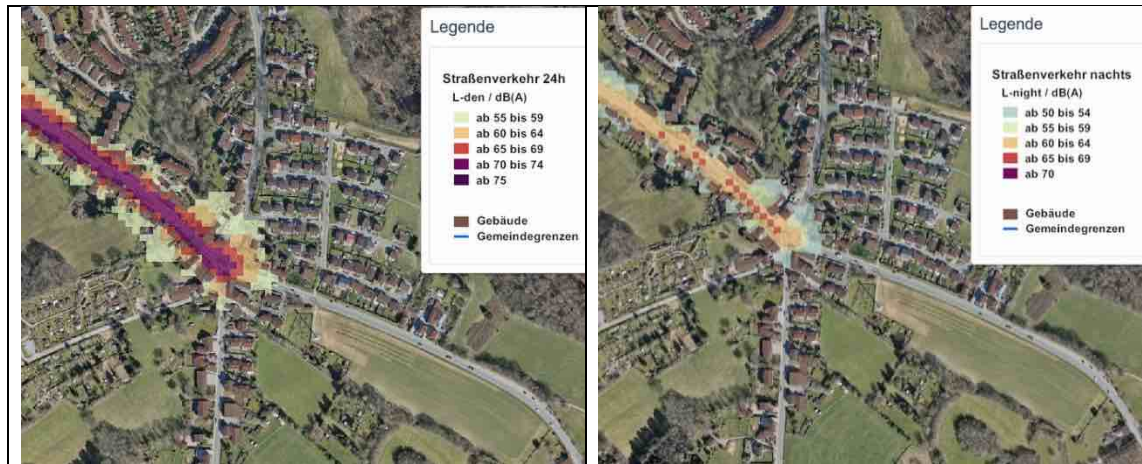 Legende
Straßenverkehr 24h
L-den / dB(A)
ab 55 bis 59
ab 60 bis 64
ab 65 bis 69
ab 70 bis 74
ab 75
Gebäude
Gemeindegrenzen
Legende
Straßenverkehr nachts
L-night / dB(A)
ab 50 bis 54
ab 55 bis 59
ab 60 bis 64
ab 65 bis 69
ab 70
Gebäude
Gemeindegrenzen